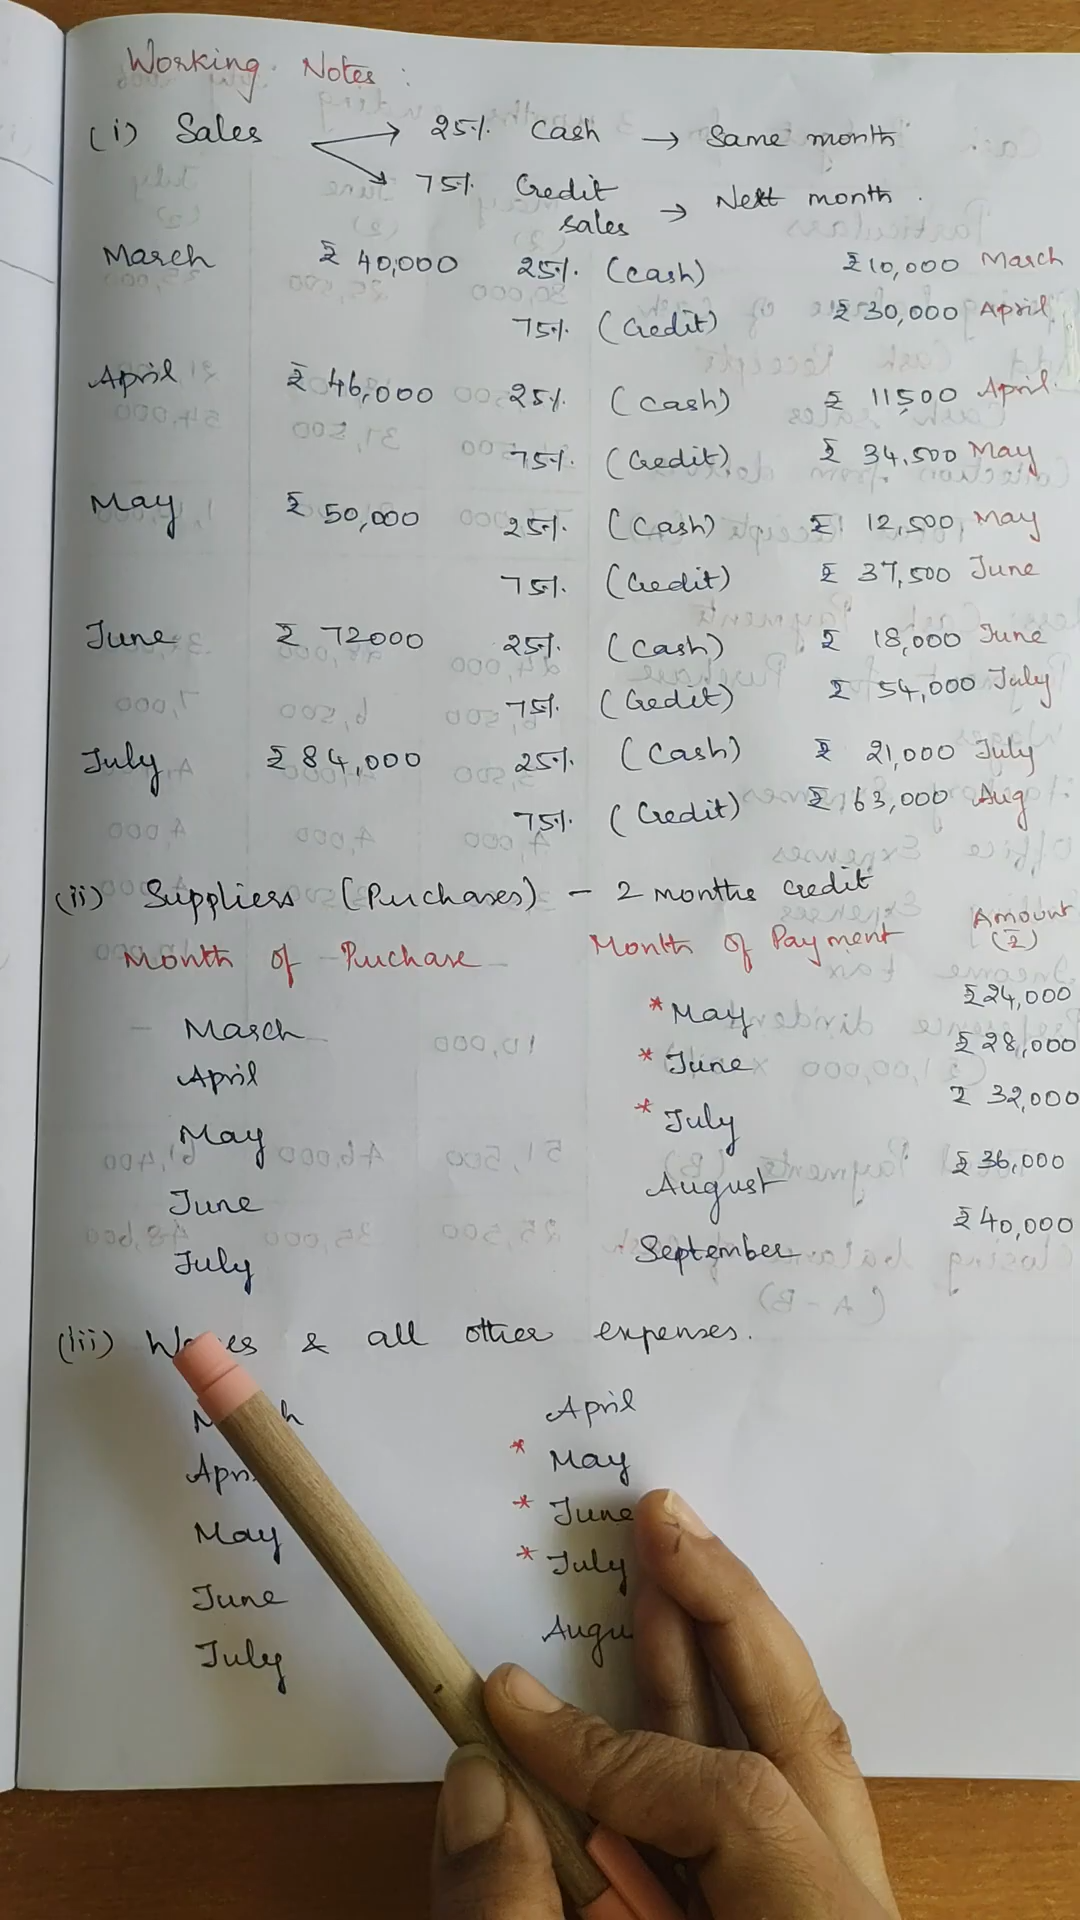 Working Notes :
(i) Sales → 25% Cash → Same month
→ 75% Credit sales → Next month.
March ₹ 40,000 25% (Cash) ₹10,000 March
75% (Credit) ₹ 30,000 April
April ₹ 46,000 25% (Cash) ₹ 11,500 April
75% (Credit) ₹ 34,500 May
May ₹ 50,000 25% (Cash) ₹ 12,500 May
75% (Credit) ₹ 37,500 June
June ₹ 72000 25% (Cash) ₹ 18,000 June
75% (Credit) ₹ 54,000 July
July ₹ 84,000 25% (Cash) ₹ 21,000 July
75% (Credit) ₹ 63,000 Aug
(ii) Suppliers (Purchases) - 2 months credit
Month of Purchase Month of Payment Amount (₹)
March *May ₹24,000
April *June ₹ 28,000
May *July ₹ 32,000
June August ₹ 36,000
July September ₹ 40,000
(iii) & all other expenses.
April
* May
May * June
June * July
July